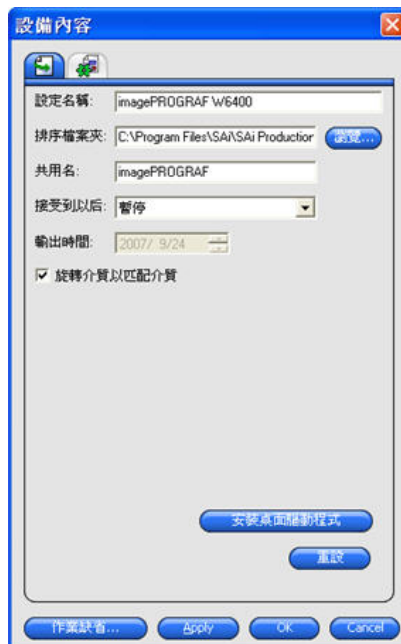 設備內容
設定名稱: imagePROGRAF W6400
排序檔案夾: C:\Program Files\SAi\SAi Production 瀏覽...
共用名: imagePROGRAF
接受到以后: 暫停
輸出時間: 2007/ 9/24
旋转介質以匹配介質
安裝桌面驅動程式
重設
作業缺省... Apply OK Cancel